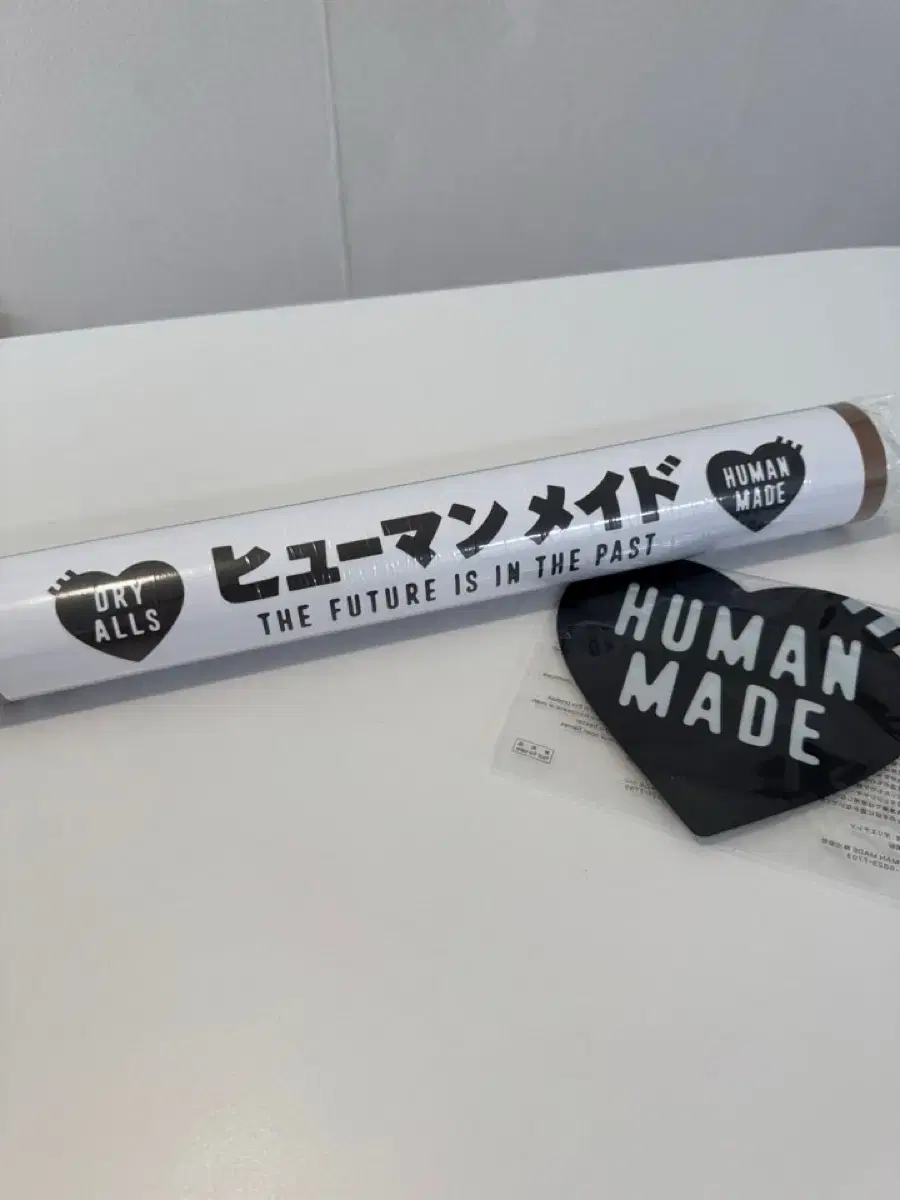 DRY
ALLS
ヒューマンメイド
THE FUTURE IS IN THE PAST
HUMAN
MADE
HUMAN
MADE